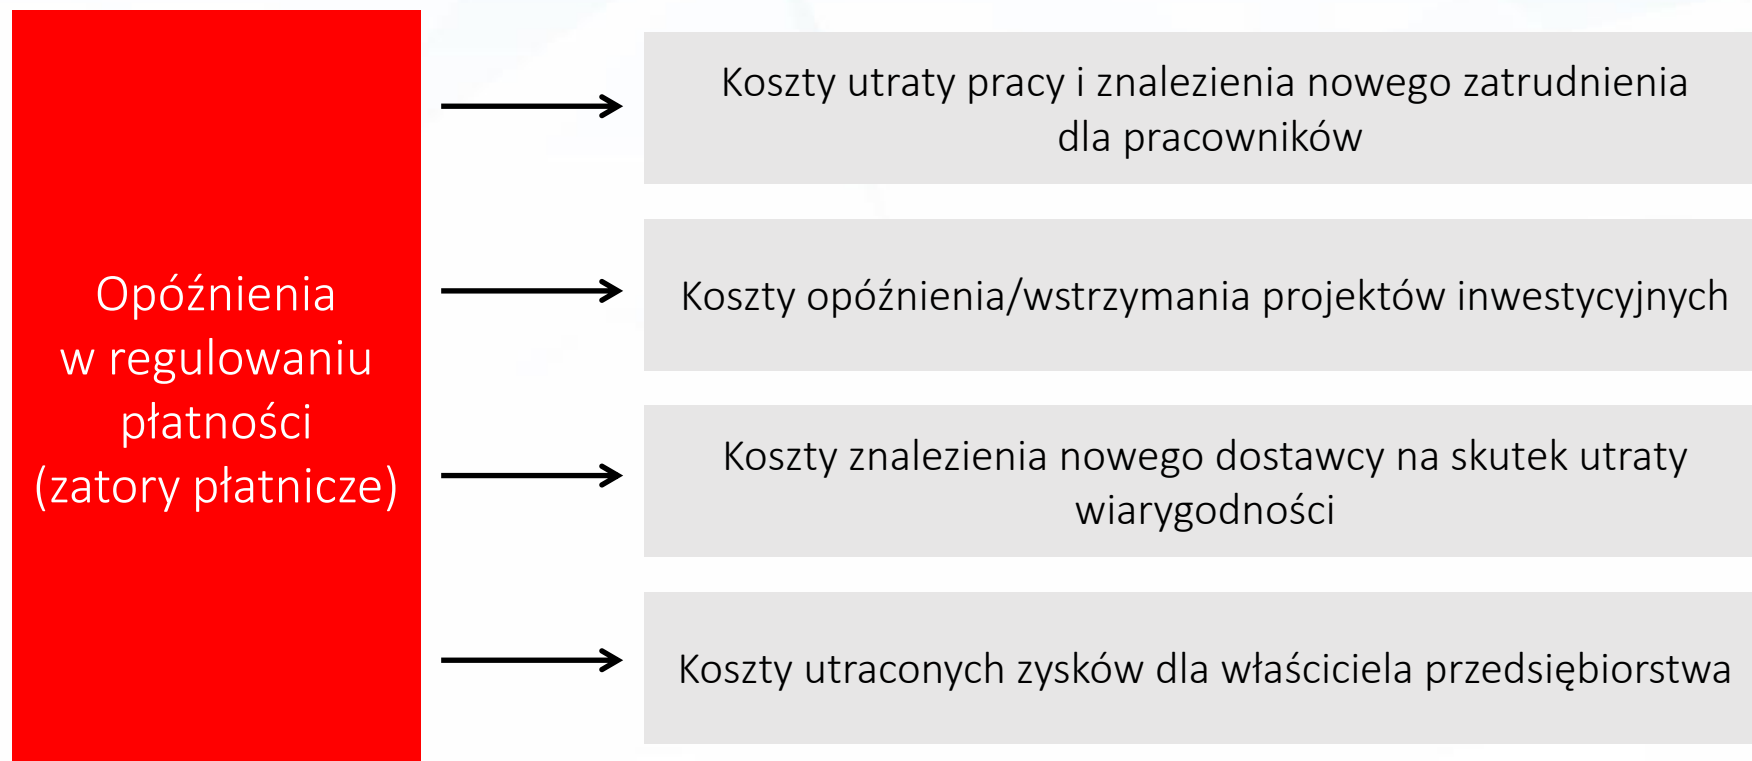 Opóźnienia
w regulowaniu
płatności
(zatory płatnicze)
Koszty utraty pracy i znalezienia nowego zatrudnienia
dla pracowników
Koszty opóźnienia/wstrzymania projektów inwestycyjnych
Koszty znalezienia nowego dostawcy na skutek utraty
wiarygodności
Koszty utraconych zysków dla właściciela przedsiębiorstwa